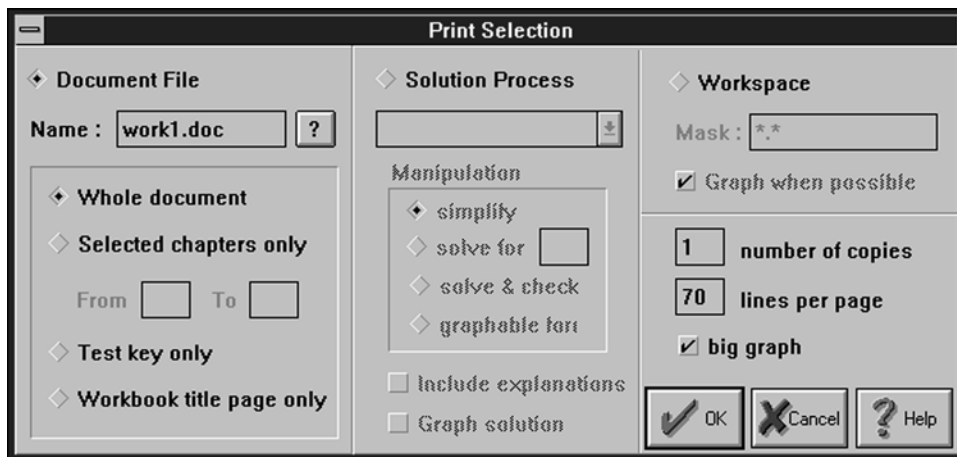 Print Selection
Document File
Name : work1.doc ?
Whole document
Selected chapters only
From To
Test key only
Workbook title page only
Solution Process
Manipulation
simplify
solve for
solve & check
graphable form
Include explanations
Graph solution
Workspace
Mask : *.*
Graph when possible
1 number of copies
70 lines per page
big graph
OK Cancel Help